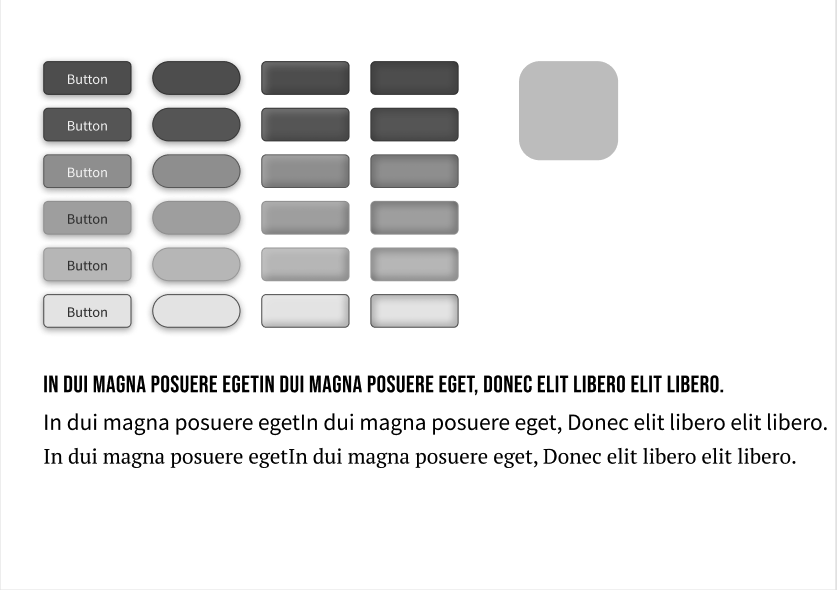 Button
Button
Button
Button
Button
Button
IN DUI MAGNA POSUERE EGETIN DUI MAGNA POSUERE EGET, DONEC ELIT LIBERO ELIT LIBERO.
In dui magna posuere egetIn dui magna posuere eget, Donec elit libero elit libero.
In dui magna posuere egetIn dui magna posuere eget, Donec elit libero elit libero.